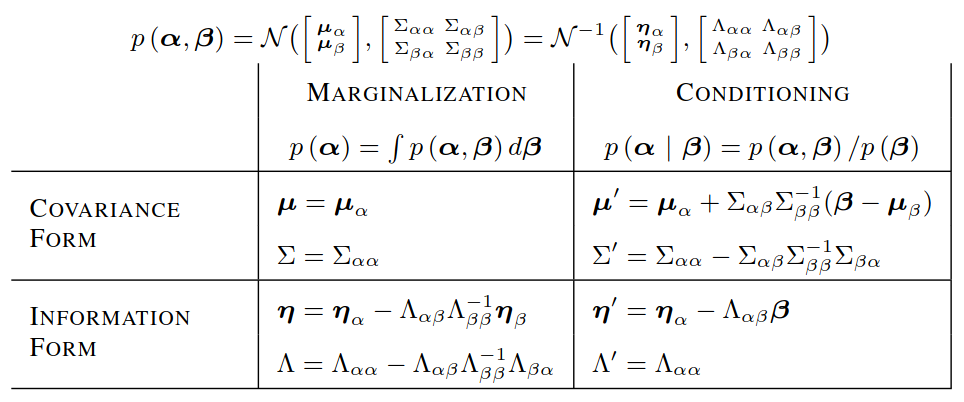 p (α, β) = 𝒩([μ_α μ_β], [Σ_αα Σ_αβ Σ_βα Σ_ββ]) = 𝒩⁻¹([η_α η_β], [Λ_αα Λ_αβ Λ_βα Λ_ββ])
MARGINALIZATION CONDITIONING
p (α) = ∫ p (α, β) dβ p (α | β) = p (α, β) /p (β)
COVARIANCE FORM
μ = μ_α μ′ = μ_α + Σ_αβ Σ_ββ⁻¹(β − μ_β)
Σ = Σ_αα Σ′ = Σ_αα − Σ_αβ Σ_ββ⁻¹ Σ_βα
INFORMATION FORM
η = η_α − Λ_αβ Λ_ββ⁻¹ η_β η′ = η_α − Λ_αβ β
Λ = Λ_αα − Λ_αβ Λ_ββ⁻¹ Λ_βα Λ′ = Λ_αα